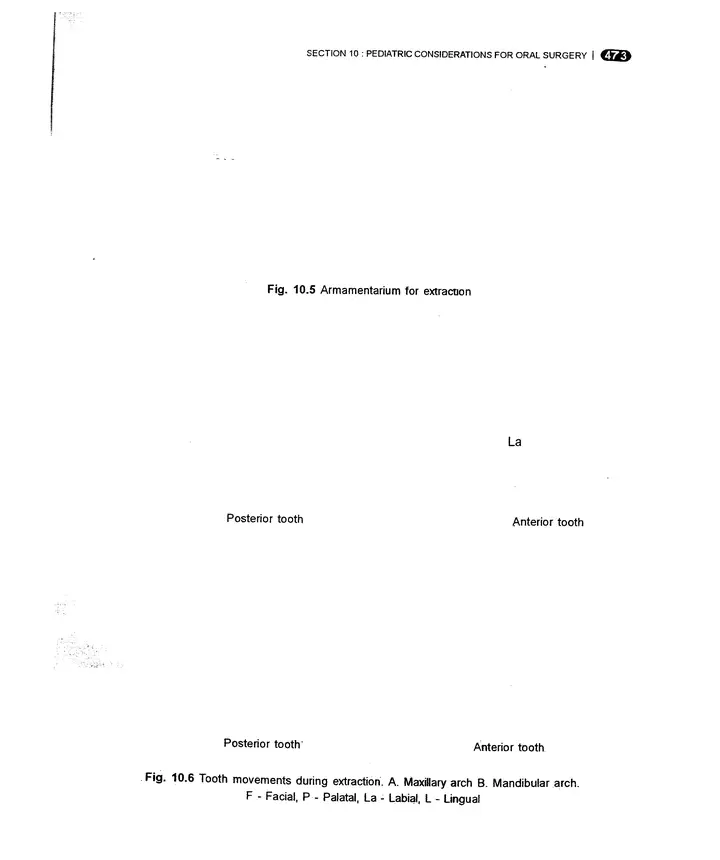 SECTION 10 : PEDIATRIC CONSIDERATIONS FOR ORAL SURGERY | 473
Fig. 10.5 Armamentarium for extraction
La
Posterior tooth
Anterior tooth
Posterior tooth
Anterior tooth
Fig. 10.6 Tooth movements during extraction. A. Maxillary arch B. Mandibular arch.
F - Facial, P - Palatal, La - Labial, L - Lingual